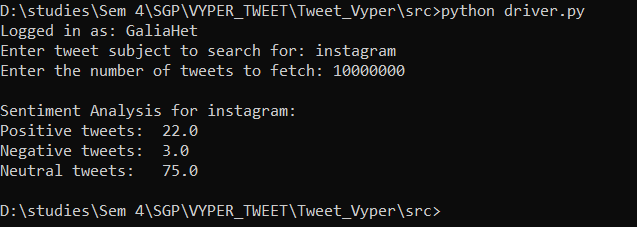 D:\studies\Sem 4\SGP\VYPER_TWEET\Tweet_Vyper\src>python driver.py
Logged in as: GaliaHet
Enter tweet subject to search for: instagram
Enter the number of tweets to fetch: 10000000
Sentiment Analysis for instagram:
Positive tweets:  22.0
Negative tweets:  3.0
Neutral tweets:   75.0
D:\studies\Sem 4\SGP\VYPER_TWEET\Tweet_Vyper\src>